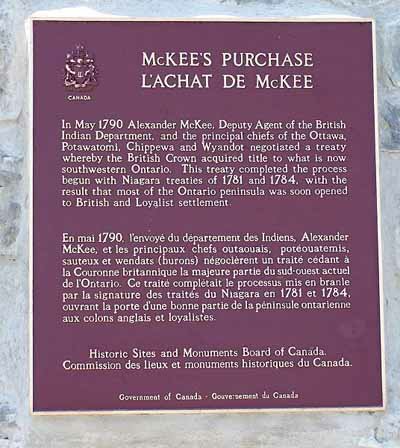 CANADA
McKEE'S PURCHASE
L'ACHAT DE McKEE
In May 1790 Alexander McKee, Deputy Agent of the British
Indian Department, and the principal chiefs of the Ottawa,
Potawatomi, Chippewa and Wyandot negotiated a treaty
whereby the British Crown acquired title to what is now
southwestern Ontario. This treaty completed the process
begun with Niagara treaties of 1781 and 1784, with the
result that most of the Ontario peninsula was soon opened
to British and Loyalist settlement.
En mai 1790, l'envoyé du département des Indiens, Alexander
McKee, et les principaux chefs outaouais, potéouatemis,
sauteux et wendats (hurons) négocièrent un traité cédant à
la Couronne britannique la majeure partie du sud-ouest actuel
de l'Ontario. Ce traité complétait le processus mis en branle
par la signature des traités du Niagara en 1781 et 1784,
ouvrant la porte d'une bonne partie de la péninsule ontarienne
aux colons anglais et loyalistes.
Historic Sites and Monuments Board of Canada.
Commission des lieux et monuments historiques du Canada.
Government of Canada - Gouvernement du Canada